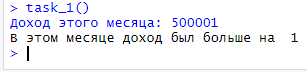 > task_1()
Доход этого месяца: 500001
В этом месяце доход был больше на  1
>